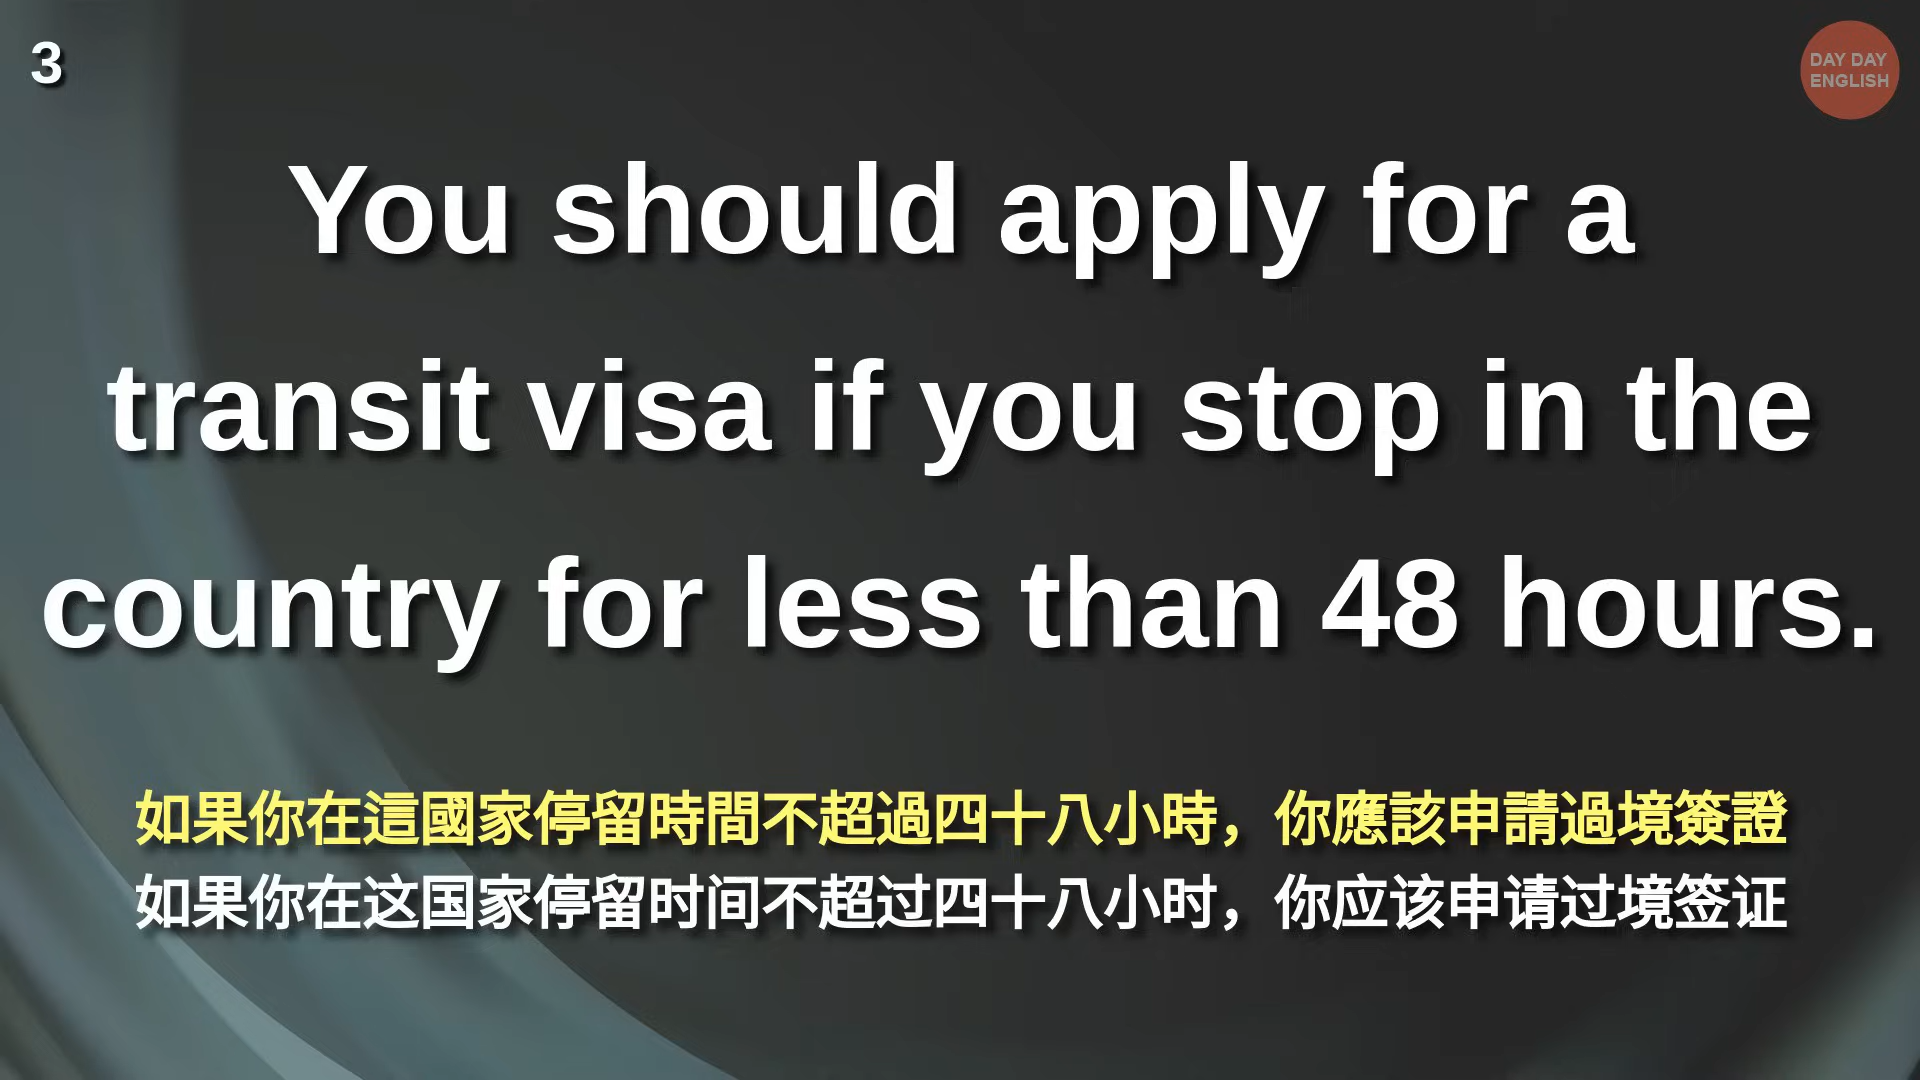 3
DAY DAY
ENGLISH
You should apply for a
transit visa if you stop in the
country for less than 48 hours.
如果你在這國家停留時間不超過四十八小時，你應該申請過境簽證
如果你在这国家停留时间不超过四十八小时，你应该申请过境签证